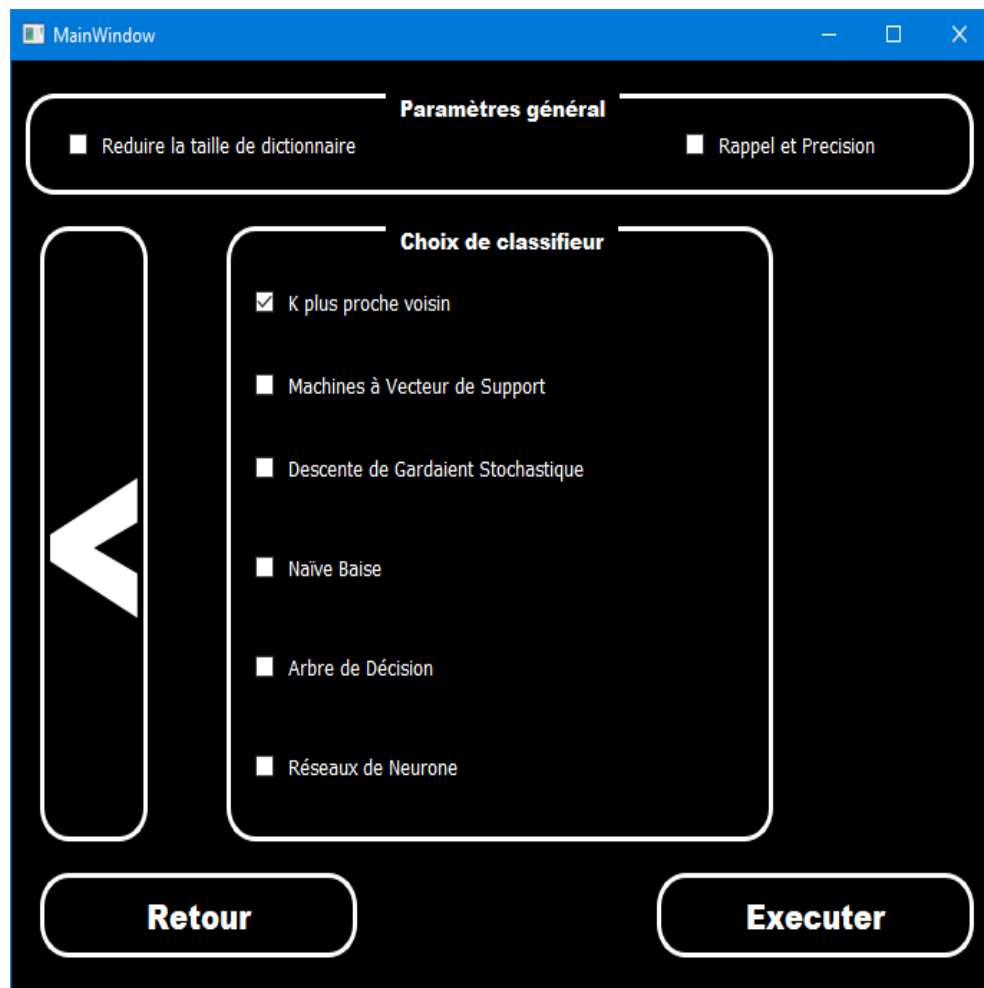 MainWindow
Paramètres général
Reduire la taille de dictionnaire
Rappel et Precision
Choix de classifieur
K plus proche voisin
Machines à Vecteur de Support
Descente de Gardaient Stochastique
Naïve Baise
Arbre de Décision
Réseaux de Neurone
<
Retour
Executer